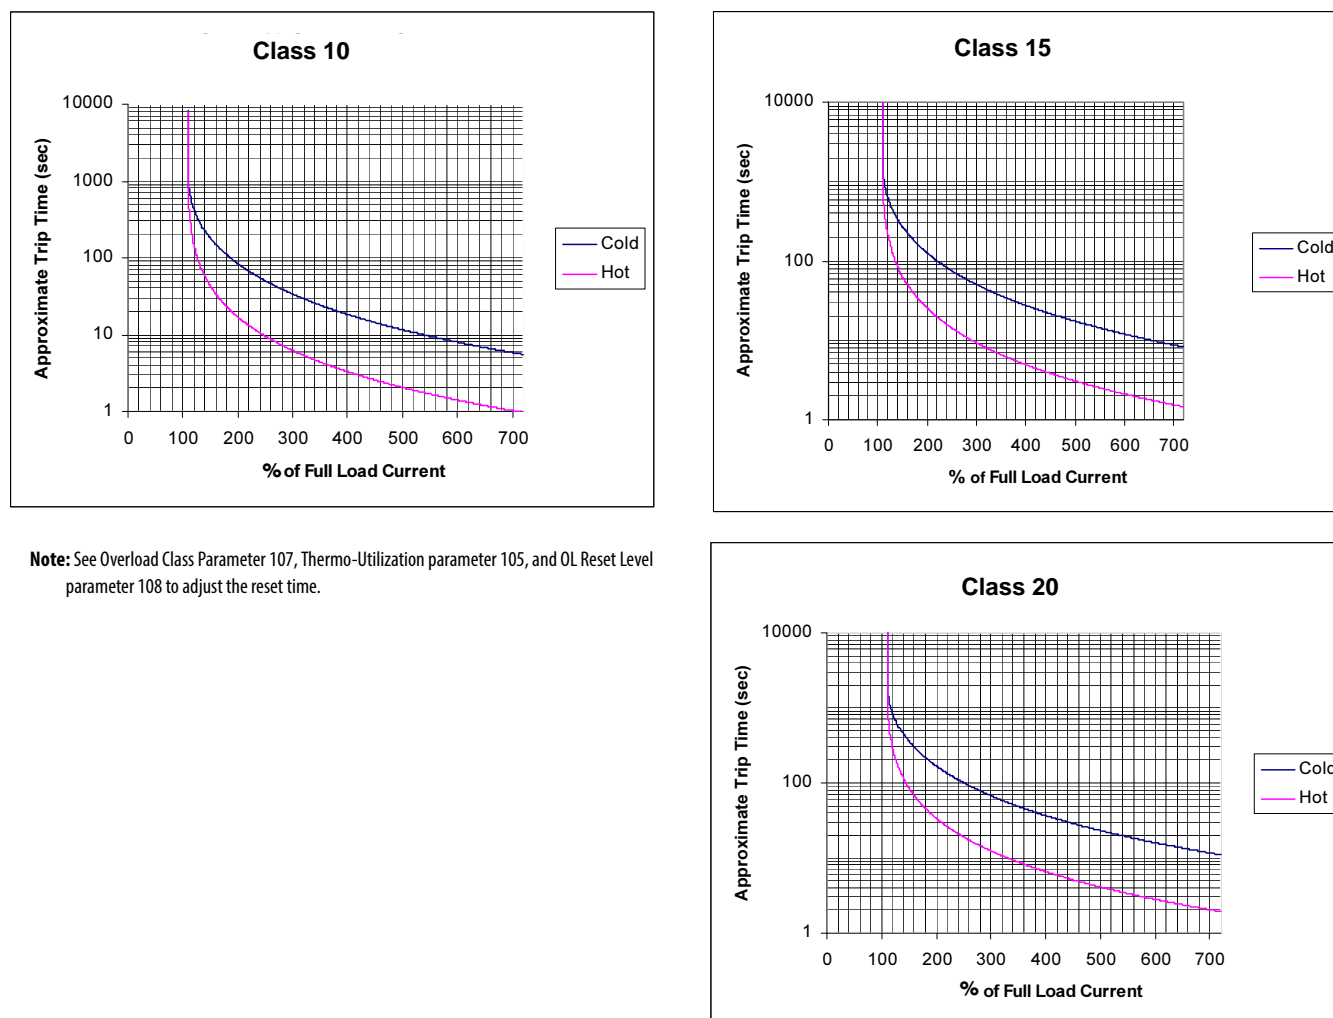 Class 10
10000
1000
100
10
1
Approximate Trip Time (sec)
0 100 200 300 400 500 600 700
% of Full Load Current
Cold
Hot
Class 15
10000
100
1
Approximate Trip Time (sec)
0 100 200 300 400 500 600 700
% of Full Load Current
Cold
Hot
Note: See Overload Class Parameter 107, Thermo-Utilization parameter 105, and OL Reset Level
parameter 108 to adjust the reset time.
Class 20
10000
100
1
Approximate Trip Time (sec)
0 100 200 300 400 500 600 700
% of Full Load Current
Cold
Hot